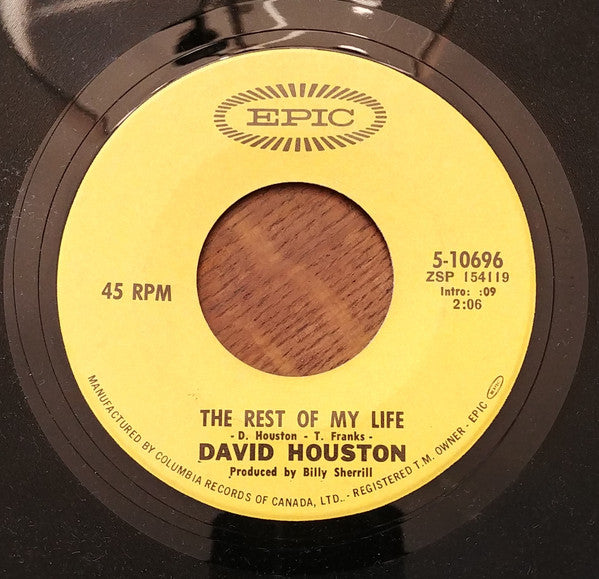 EPIC
45 RPM
5-10696
ZSP 154119
Intro: :09
2:06
THE REST OF MY LIFE
- D. Houston - T. Franks -
DAVID HOUSTON
Produced by Billy Sherrill
MANUFACTURED BY COLUMBIA RECORDS OF CANADA, LTD.. - REGISTERED T.M. OWNER - EPIC EPIC